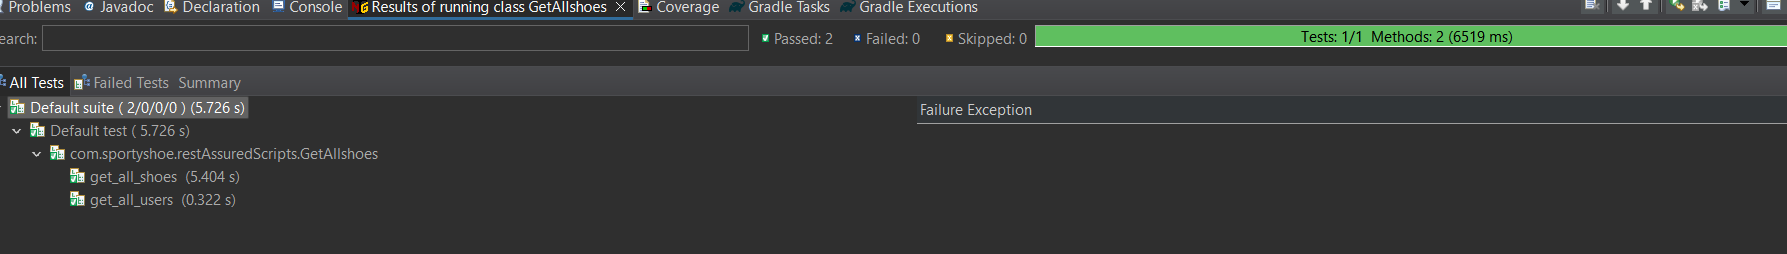 Problems @ Javadoc Declaration Console Results of running class GetAllshoes × Coverage Gradle Tasks Gradle Executions
earch: Passed: 2 Failed: 0 Skipped: 0 Tests: 1/1 Methods: 2 (6519 ms)
All Tests Failed Tests Summary
Default suite ( 2/0/0/0 ) (5.726 s) Failure Exception
Default test ( 5.726 s)
com.sportyshoe.restAssuredScripts.GetAllshoes
get_all_shoes (5.404 s)
get_all_users (0.322 s)